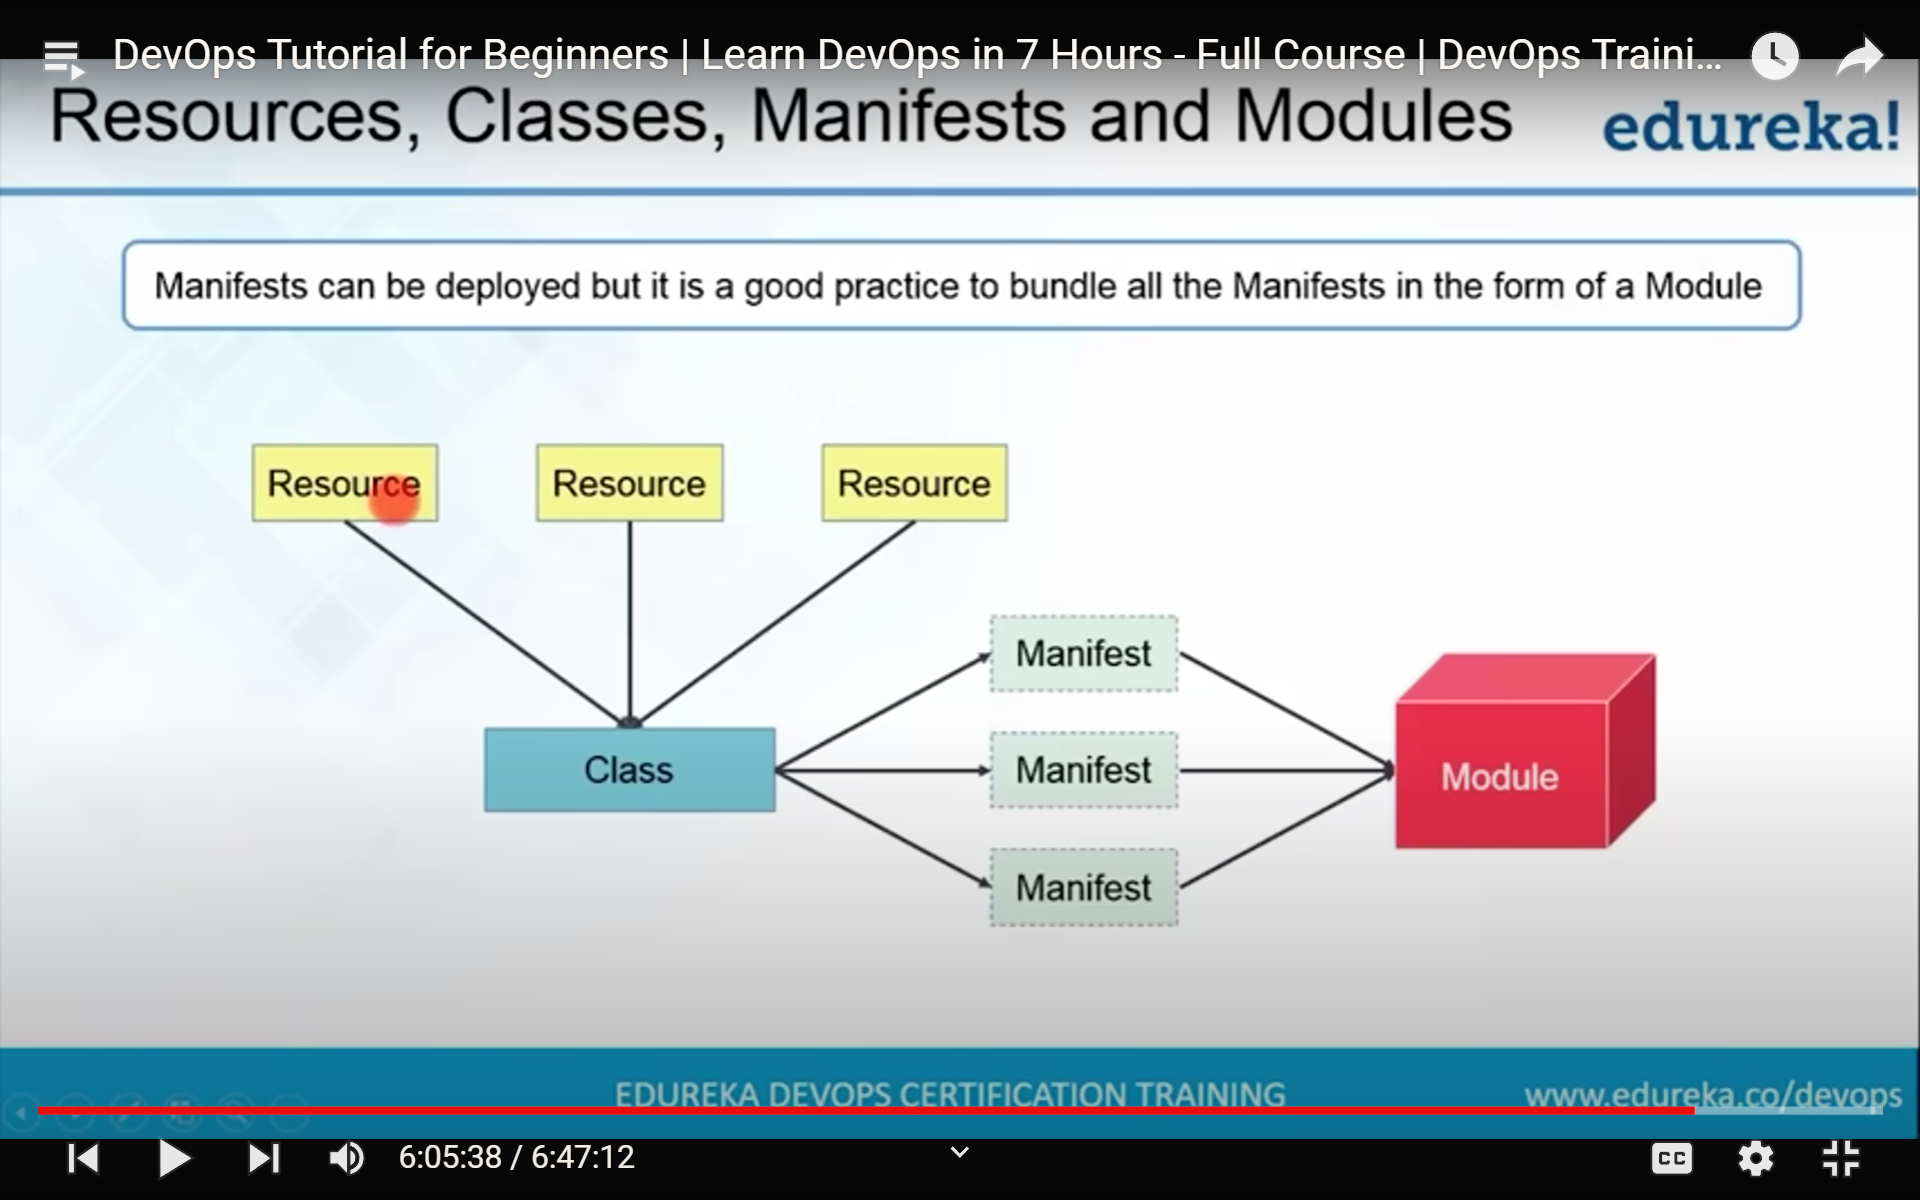 DevOps Tutorial for Beginners | Learn DevOps in 7 Hours - Full Course | DevOps Traini...
Resources, Classes, Manifests and Modules
edureka!
Manifests can be deployed but it is a good practice to bundle all the Manifests in the form of a Module
Resource
Resource
Resource
Manifest
Class
Manifest
Module
Manifest
EDUREKA DEVOPS CERTIFICATION TRAINING
www.edureka.co/devops
6:05:38 / 6:47:12
CC